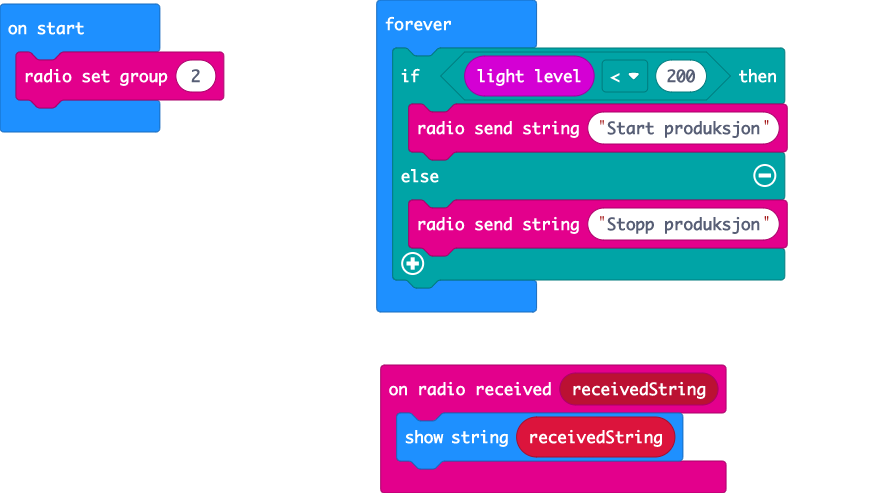 on start
radio set group 2
forever
if light level < 200 then
radio send string "Start produksjon"
else
radio send string "Stopp produksjon"
on radio received receivedString
show string receivedString